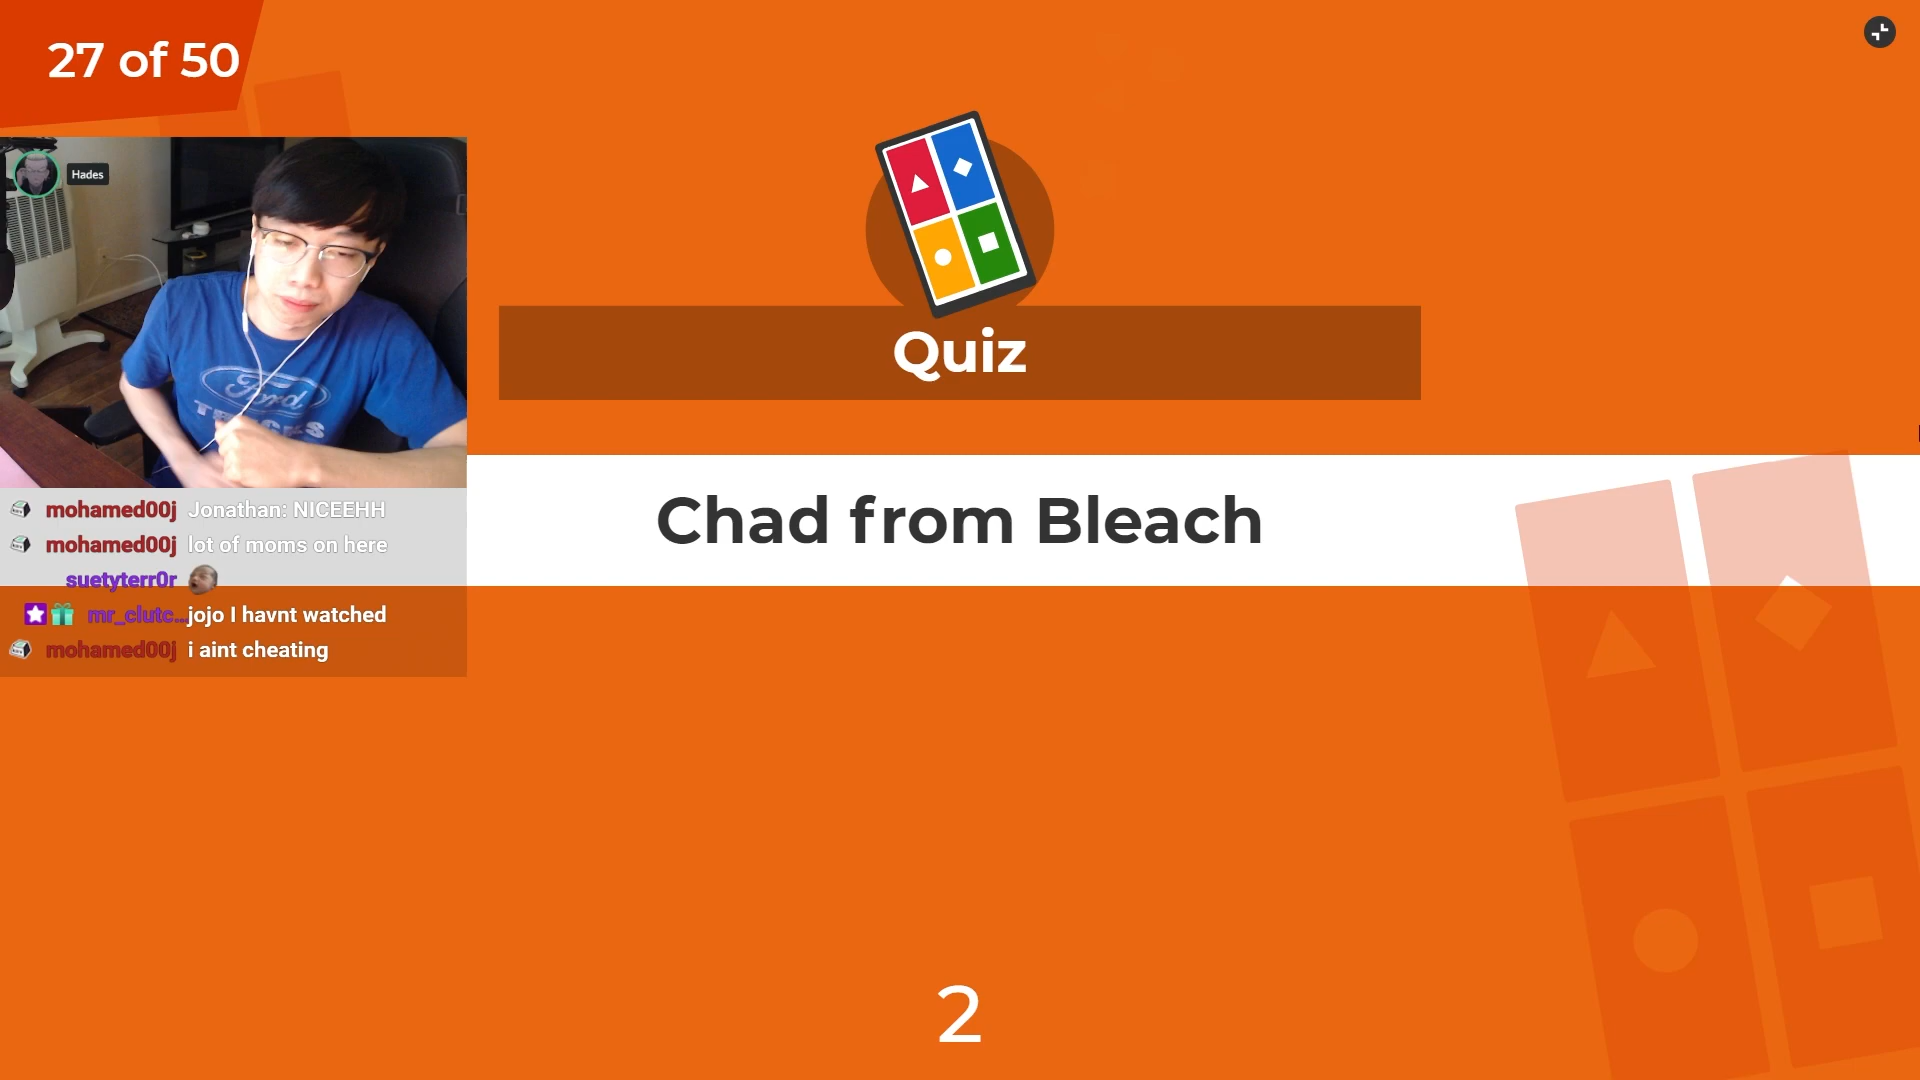 27 of 50
Hades
Ford
Quiz
Chad from Bleach
mohamed00j Jonathan: NICEEHH
mohamed00j lot of moms on here
suetyterr0r
mr_clutc... jojo I havnt watched
mohamed00j i aint cheating
2